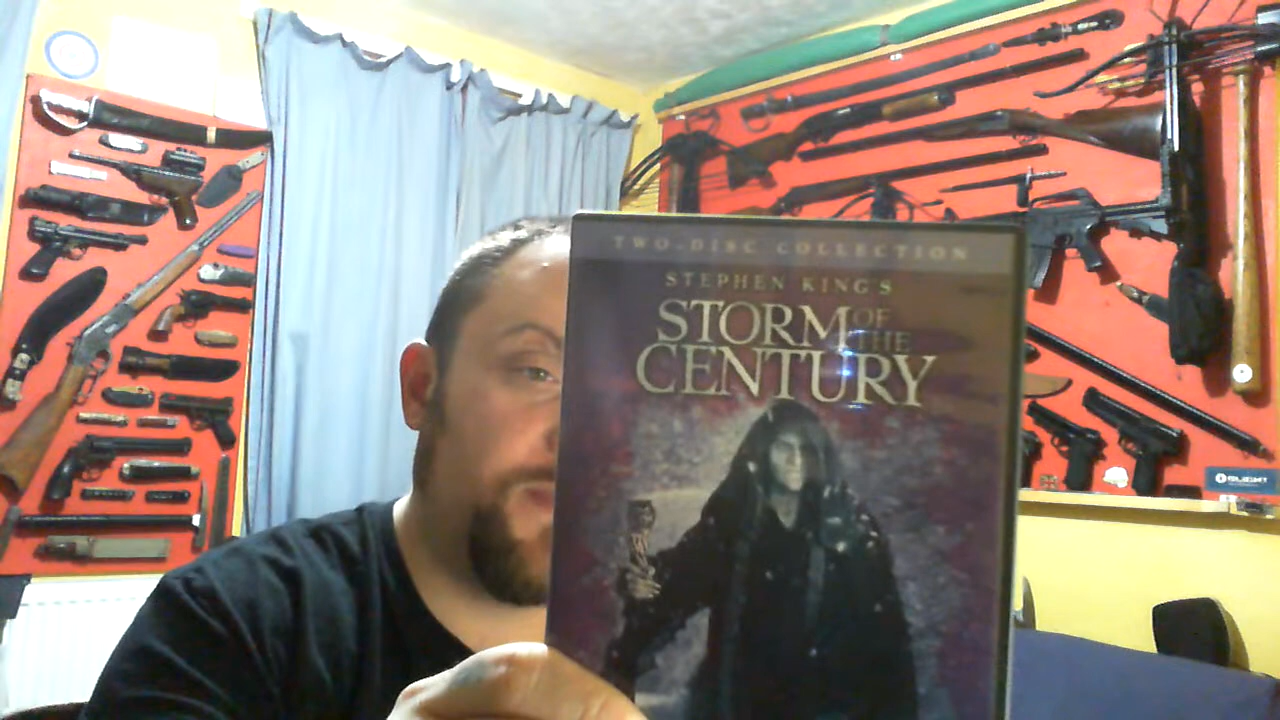 TWO-DISC COLLECTION
STEPHEN KING'S
STORM OF
THE
CENTURY